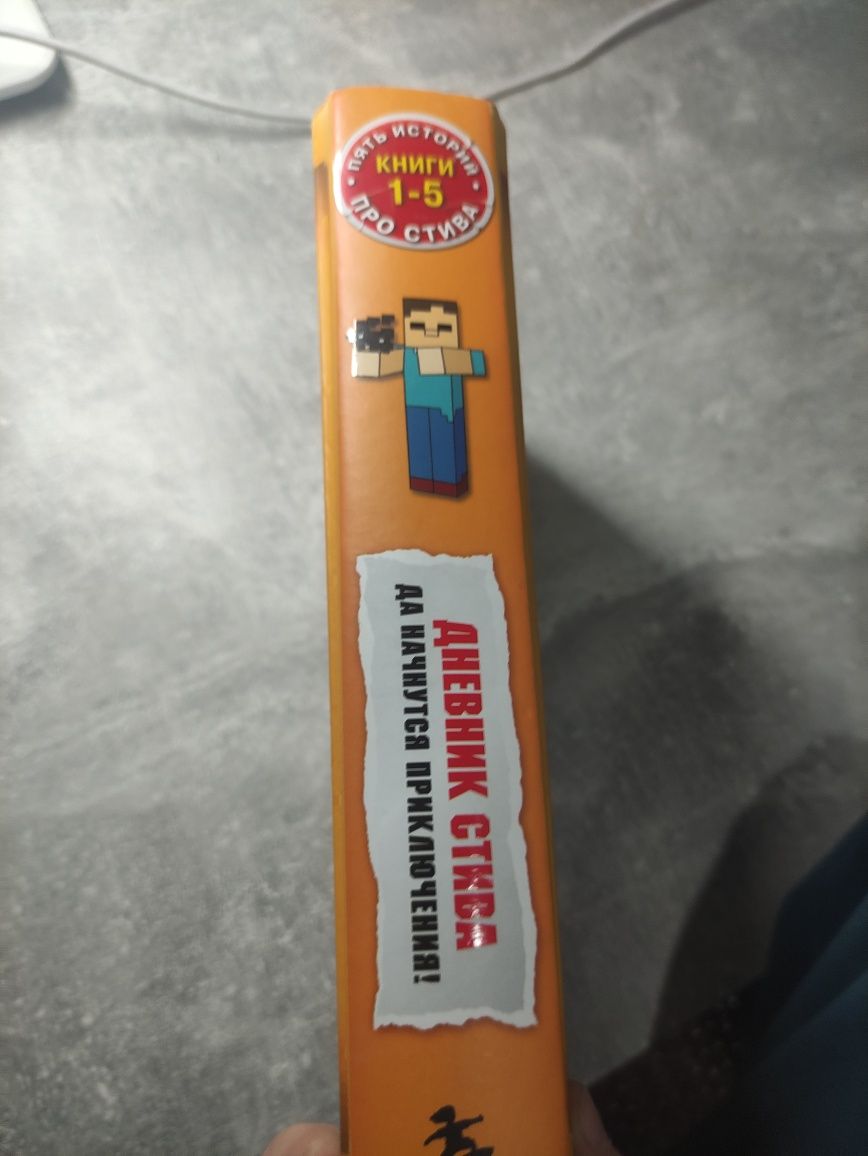 ПЯТЬ ИСТОРИЙ
КНИГИ
1-5
ПРО СТИВА
ДНЕВНИК СТИВА
ДА НАЧНУТСЯ ПРИКЛЮЧЕНИЯ!